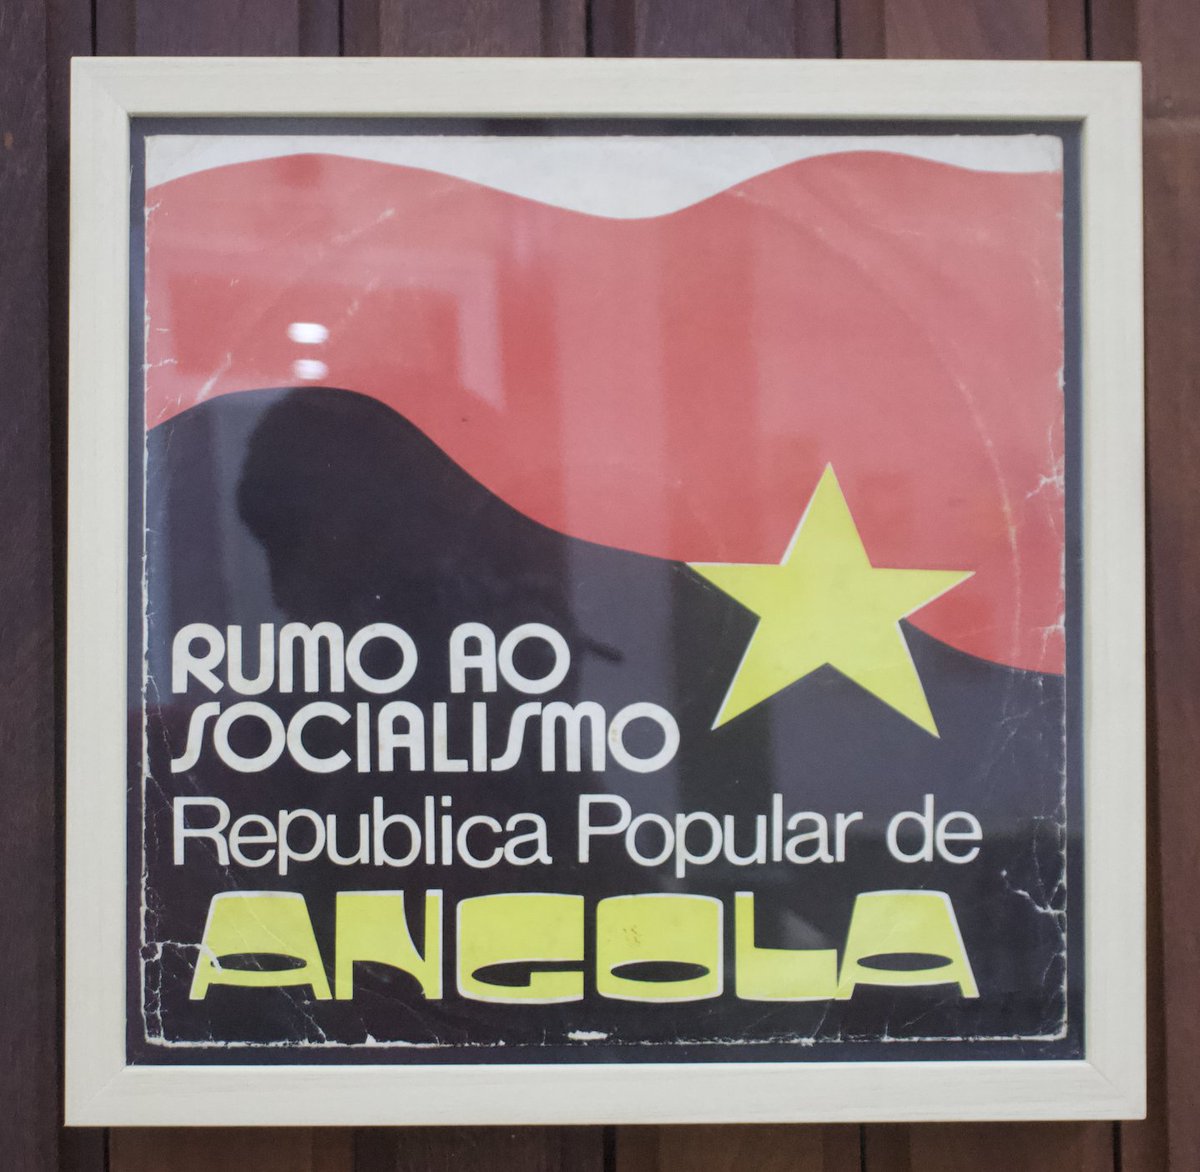 RUMO AO
SOCIALISMO
Republica Popular de
ANGOLA